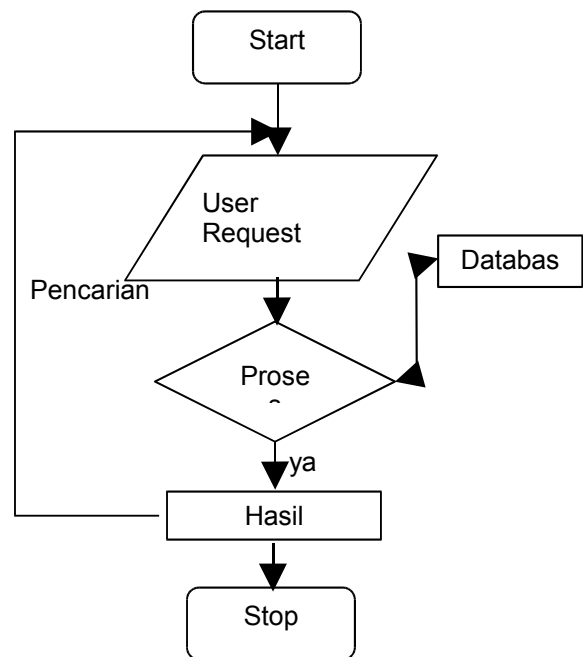 Start
User
Request
Databas
Pencarian
Prose
ya
Hasil
Stop